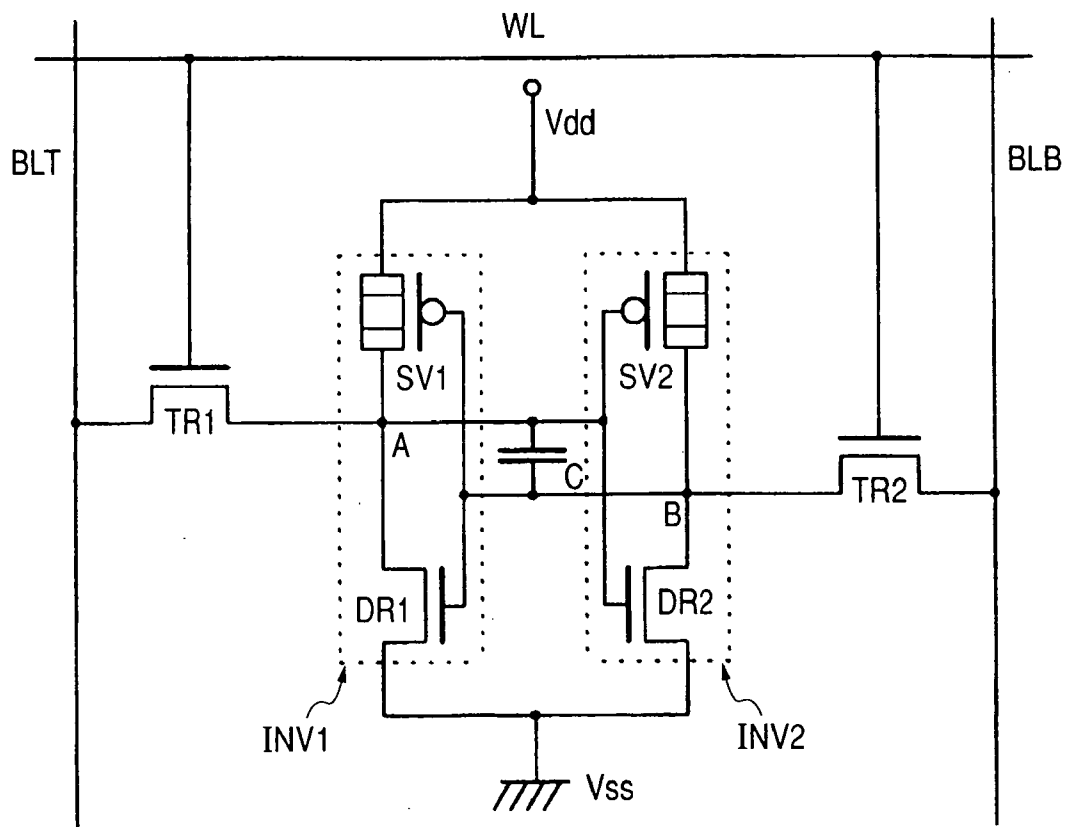 WL
Vdd
BLT
BLB
SV1
SV2
TR1
A
C
B
TR2
DR1
DR2
INV1
INV2
Vss